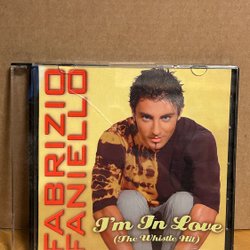 FABRIZIO
FANIELLO
I'm In Love
(The Whistle Hit)